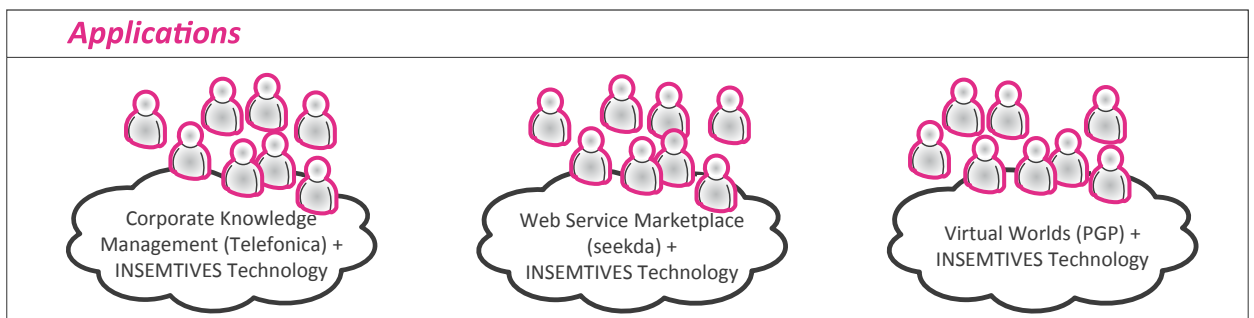 Applications
Corporate Knowledge
Management (Telefonica) +
INSEMTIVES Technology
Web Service Marketplace
(seekda) +
INSEMTIVES Technology
Virtual Worlds (PGP) +
INSEMTIVES Technology